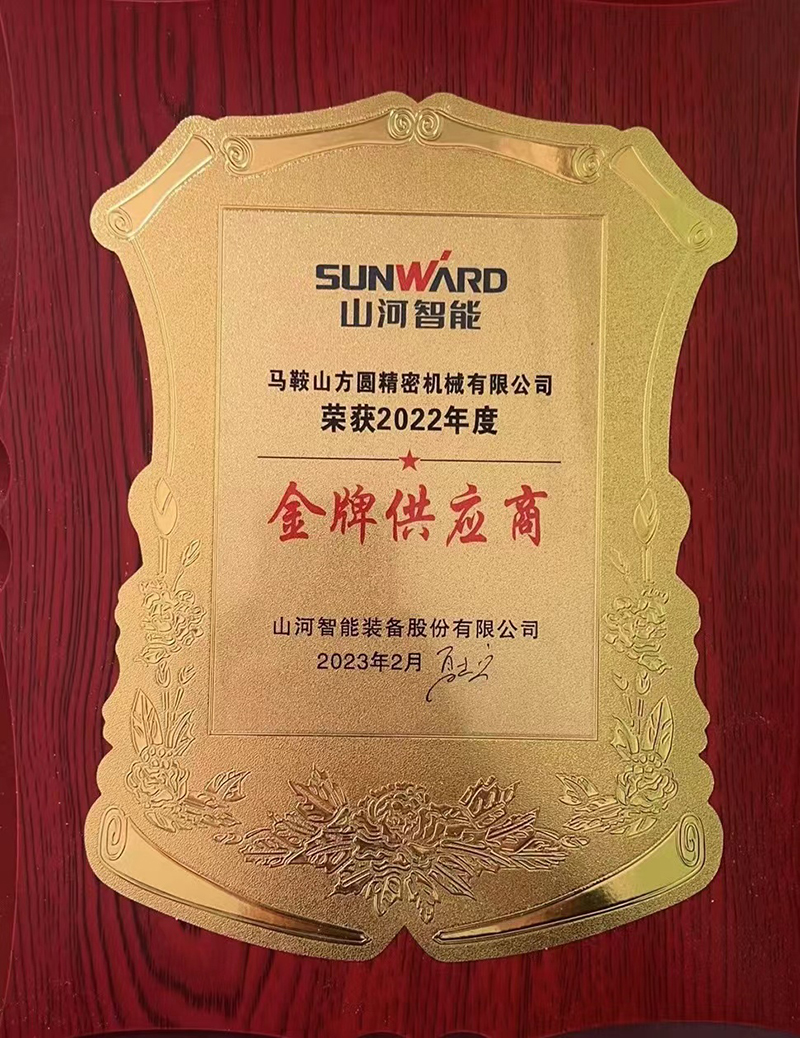 SUNWARD
山河智能
马鞍山方圆精密机械有限公司
荣获2022年度
金牌供应商
山河智能装备股份有限公司
2023年2月